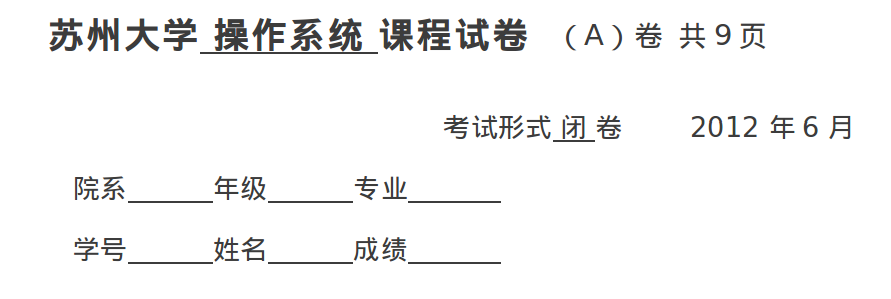 苏州大学 操作系统 课程试卷 （A）卷 共 9 页
考试形式 闭 卷 2012 年 6 月
院系______年级______专业______
学号______姓名______成绩______